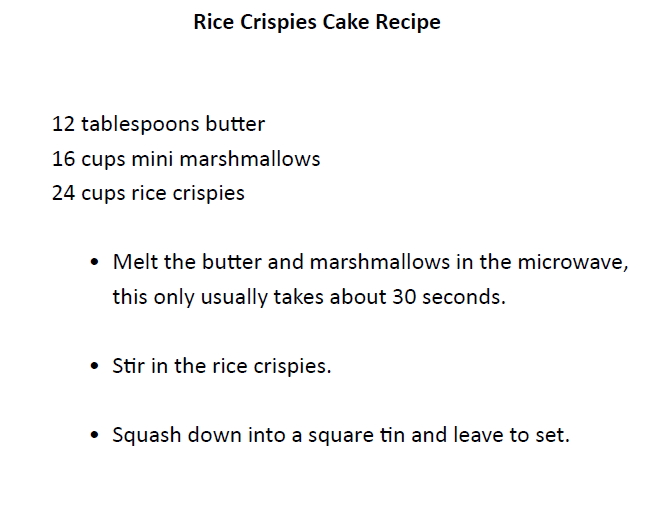 Rice Crispies Cake Recipe
12 tablespoons butter
16 cups mini marshmallows
24 cups rice crispies
• Melt the butter and marshmallows in the microwave,
this only usually takes about 30 seconds.
• Stir in the rice crispies.
• Squash down into a square tin and leave to set.